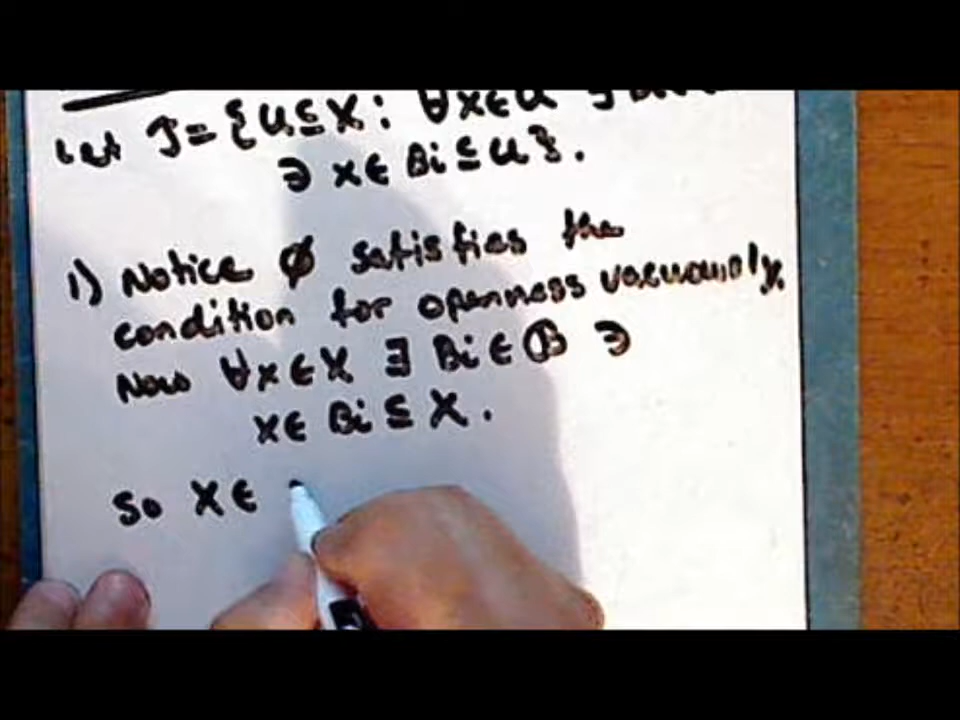 Let J = {U ⊆ X : ∀ x ∈ U ∃
∋ x ∈ Bi ⊆ U}.
1) Notice ∅ satisfies the
condition for openness vacuously.
Now ∀x ∈ X ∃ Bi ∈ B ∋
x ∈ Bi ⊆ X.
So X ∈